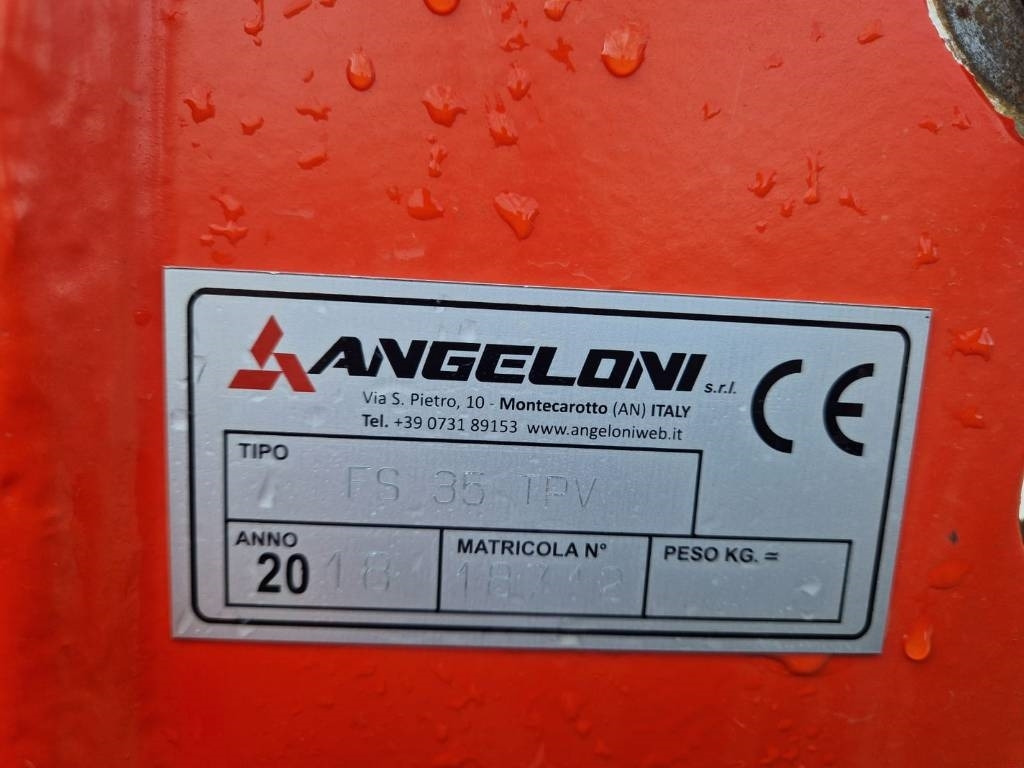 ANGELONI s.r.l.
Via S. Pietro, 10 - Montecarotto (AN) ITALY
Tel. +39 0731 89153 www.angeloniweb.it
CE
TIPO
FS 35
ANNO
2018
MATRICOLA N°
PESO KG. ≃